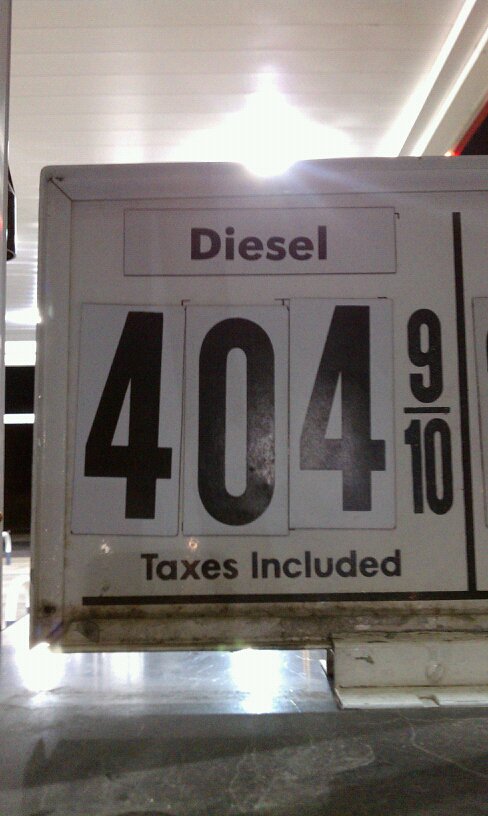 Diesel
404 9/10
Taxes Included